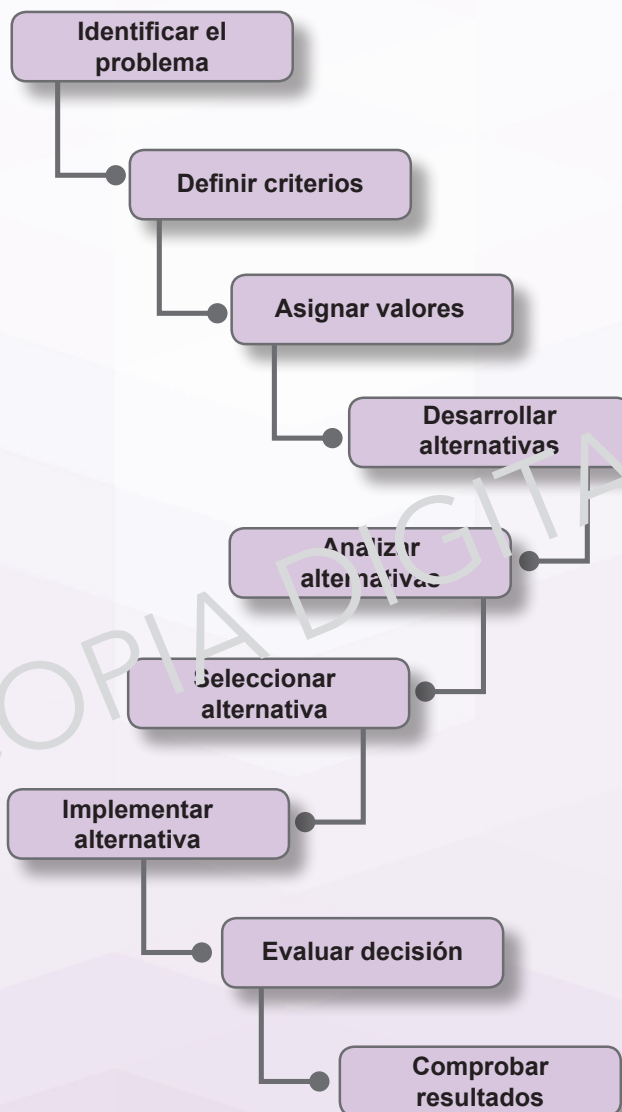 Identificar el
problema
Definir criterios
Asignar valores
Desarrollar
alternativas
Analizar
alternativas
Seleccionar
alternativa
Implementar
alternativa
Evaluar decisión
Comprobar
resultados